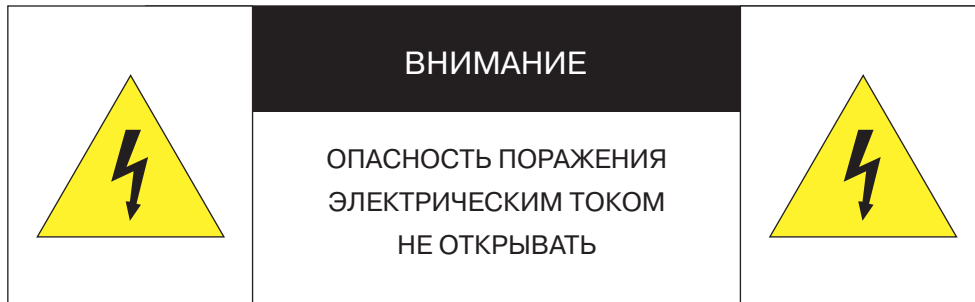 ВНИМАНИЕ
ОПАСНОСТЬ ПОРАЖЕНИЯ
ЭЛЕКТРИЧЕСКИМ ТОКОМ
НЕ ОТКРЫВАТЬ